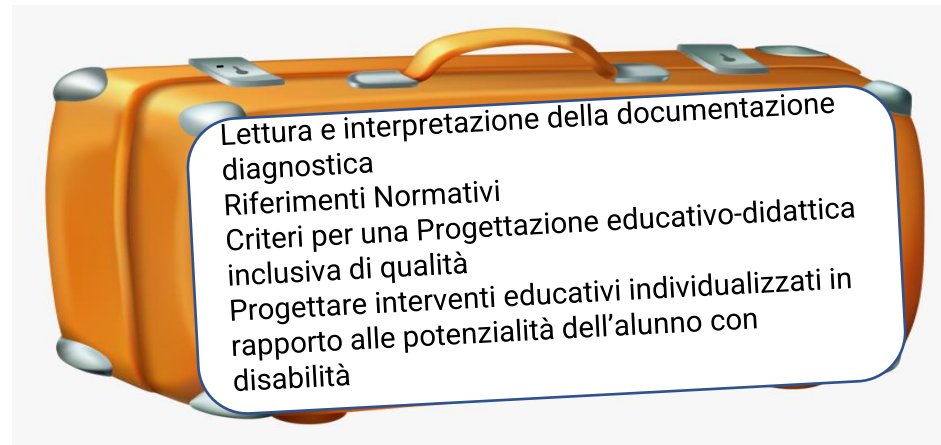 Lettura e interpretazione della documentazione
diagnostica
Riferimenti Normativi
Criteri per una Progettazione educativo-didattica
inclusiva di qualità
Progettare interventi educativi individualizzati in
rapporto alle potenzialità dell’alunno con
disabilità